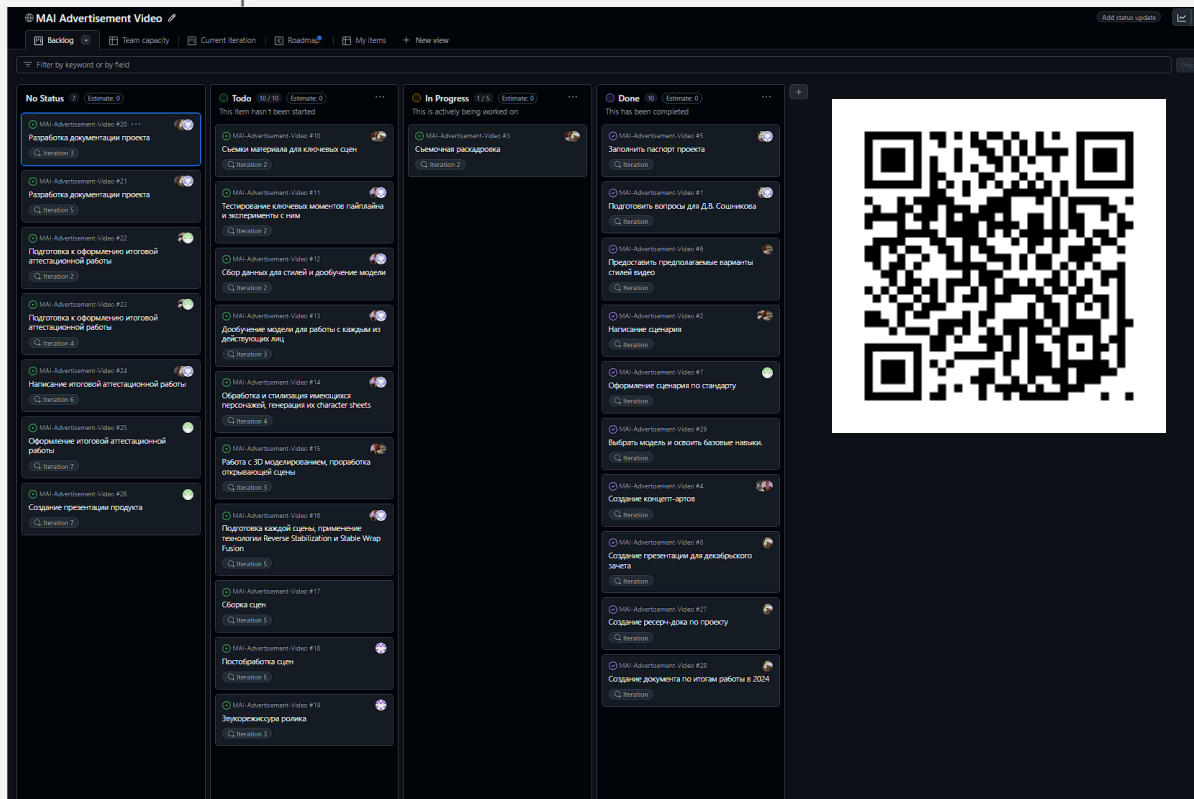 MAI Advertisement Video
Add status update
Backlog
Team capacity
Current Iteration
Roadmap
My items
+ New view
Filter by keyword or by field
No Status 7 Estimate: 0
MAI-Advertisement-Video #20
Разработка документации проекта
Iteration 3
MAI-Advertisement-Video #21
Разработка документации проекта
Iteration 5
MAI-Advertisement-Video #22
Подготовка к оформлению итоговой
аттестационной работы
Iteration 2
MAI-Advertisement-Video #23
Подготовка к оформлению итоговой
аттестационной работы
Iteration 4
MAI-Advertisement-Video #24
Написание итоговой аттестационной работы
Iteration 6
MAI-Advertisement-Video #25
Оформление итоговой аттестационной
работы
Iteration 7
MAI-Advertisement-Video #26
Создание презентации продукта
Iteration 7
Todo 10 / 10 Estimate: 0
This item hasn't been started
MAI-Advertisement-Video #10
Съемки материала для ключевых сцен
Iteration 2
MAI-Advertisement-Video #11
Тестирование ключевых моментов пайплайна
и эксперименты с ним
Iteration 2
MAI-Advertisement-Video #12
Сбор данных для стилей и дообучение модели
Iteration 2
MAI-Advertisement-Video #13
Дообучение модели для работы с каждым из
действующих лиц
Iteration 3
MAI-Advertisement-Video #14
Обработка и стилизация имеющихся
персонажей, генерация их character sheets
Iteration 4
MAI-Advertisement-Video #15
Работа с 3D моделированием, проработка
открывающей сцены
Iteration 3
MAI-Advertisement-Video #16
Подготовка каждой сцены, применение
технологии Reverse Stabilization и Stable Wrap
Fusion
Iteration 5
MAI-Advertisement-Video #17
Сборка сцен
Iteration 5
MAI-Advertisement-Video #18
Постобработка сцен
Iteration 6
MAI-Advertisement-Video #19
Звукорежиссура ролика
Iteration 3
In Progress 1 / 5 Estimate: 0
This is actively being worked on
MAI-Advertisement-Video #3
Съемочная раскадровка
Iteration 2
Done 10 Estimate: 0
This has been completed
MAI-Advertisement-Video #5
Заполнить паспорт проекта
Iteration
MAI-Advertisement-Video #1
Подготовить вопросы для Д.В. Сошникова
Iteration
MAI-Advertisement-Video #6
Предоставить предполагаемые варианты
стилей видео
Iteration
MAI-Advertisement-Video #2
Написание сценария
Iteration
MAI-Advertisement-Video #7
Оформление сценария по стандарту
Iteration
MAI-Advertisement-Video #29
Выбрать модель и освоить базовые навыки.
Iteration
MAI-Advertisement-Video #4
Создание концепт-артов
Iteration
MAI-Advertisement-Video #8
Создание презентации для декабрьского
зачета
Iteration
MAI-Advertisement-Video #27
Создание ресерч-дока по проекту
Iteration
MAI-Advertisement-Video #28
Создание документа по итогам работы в 2024
Iteration